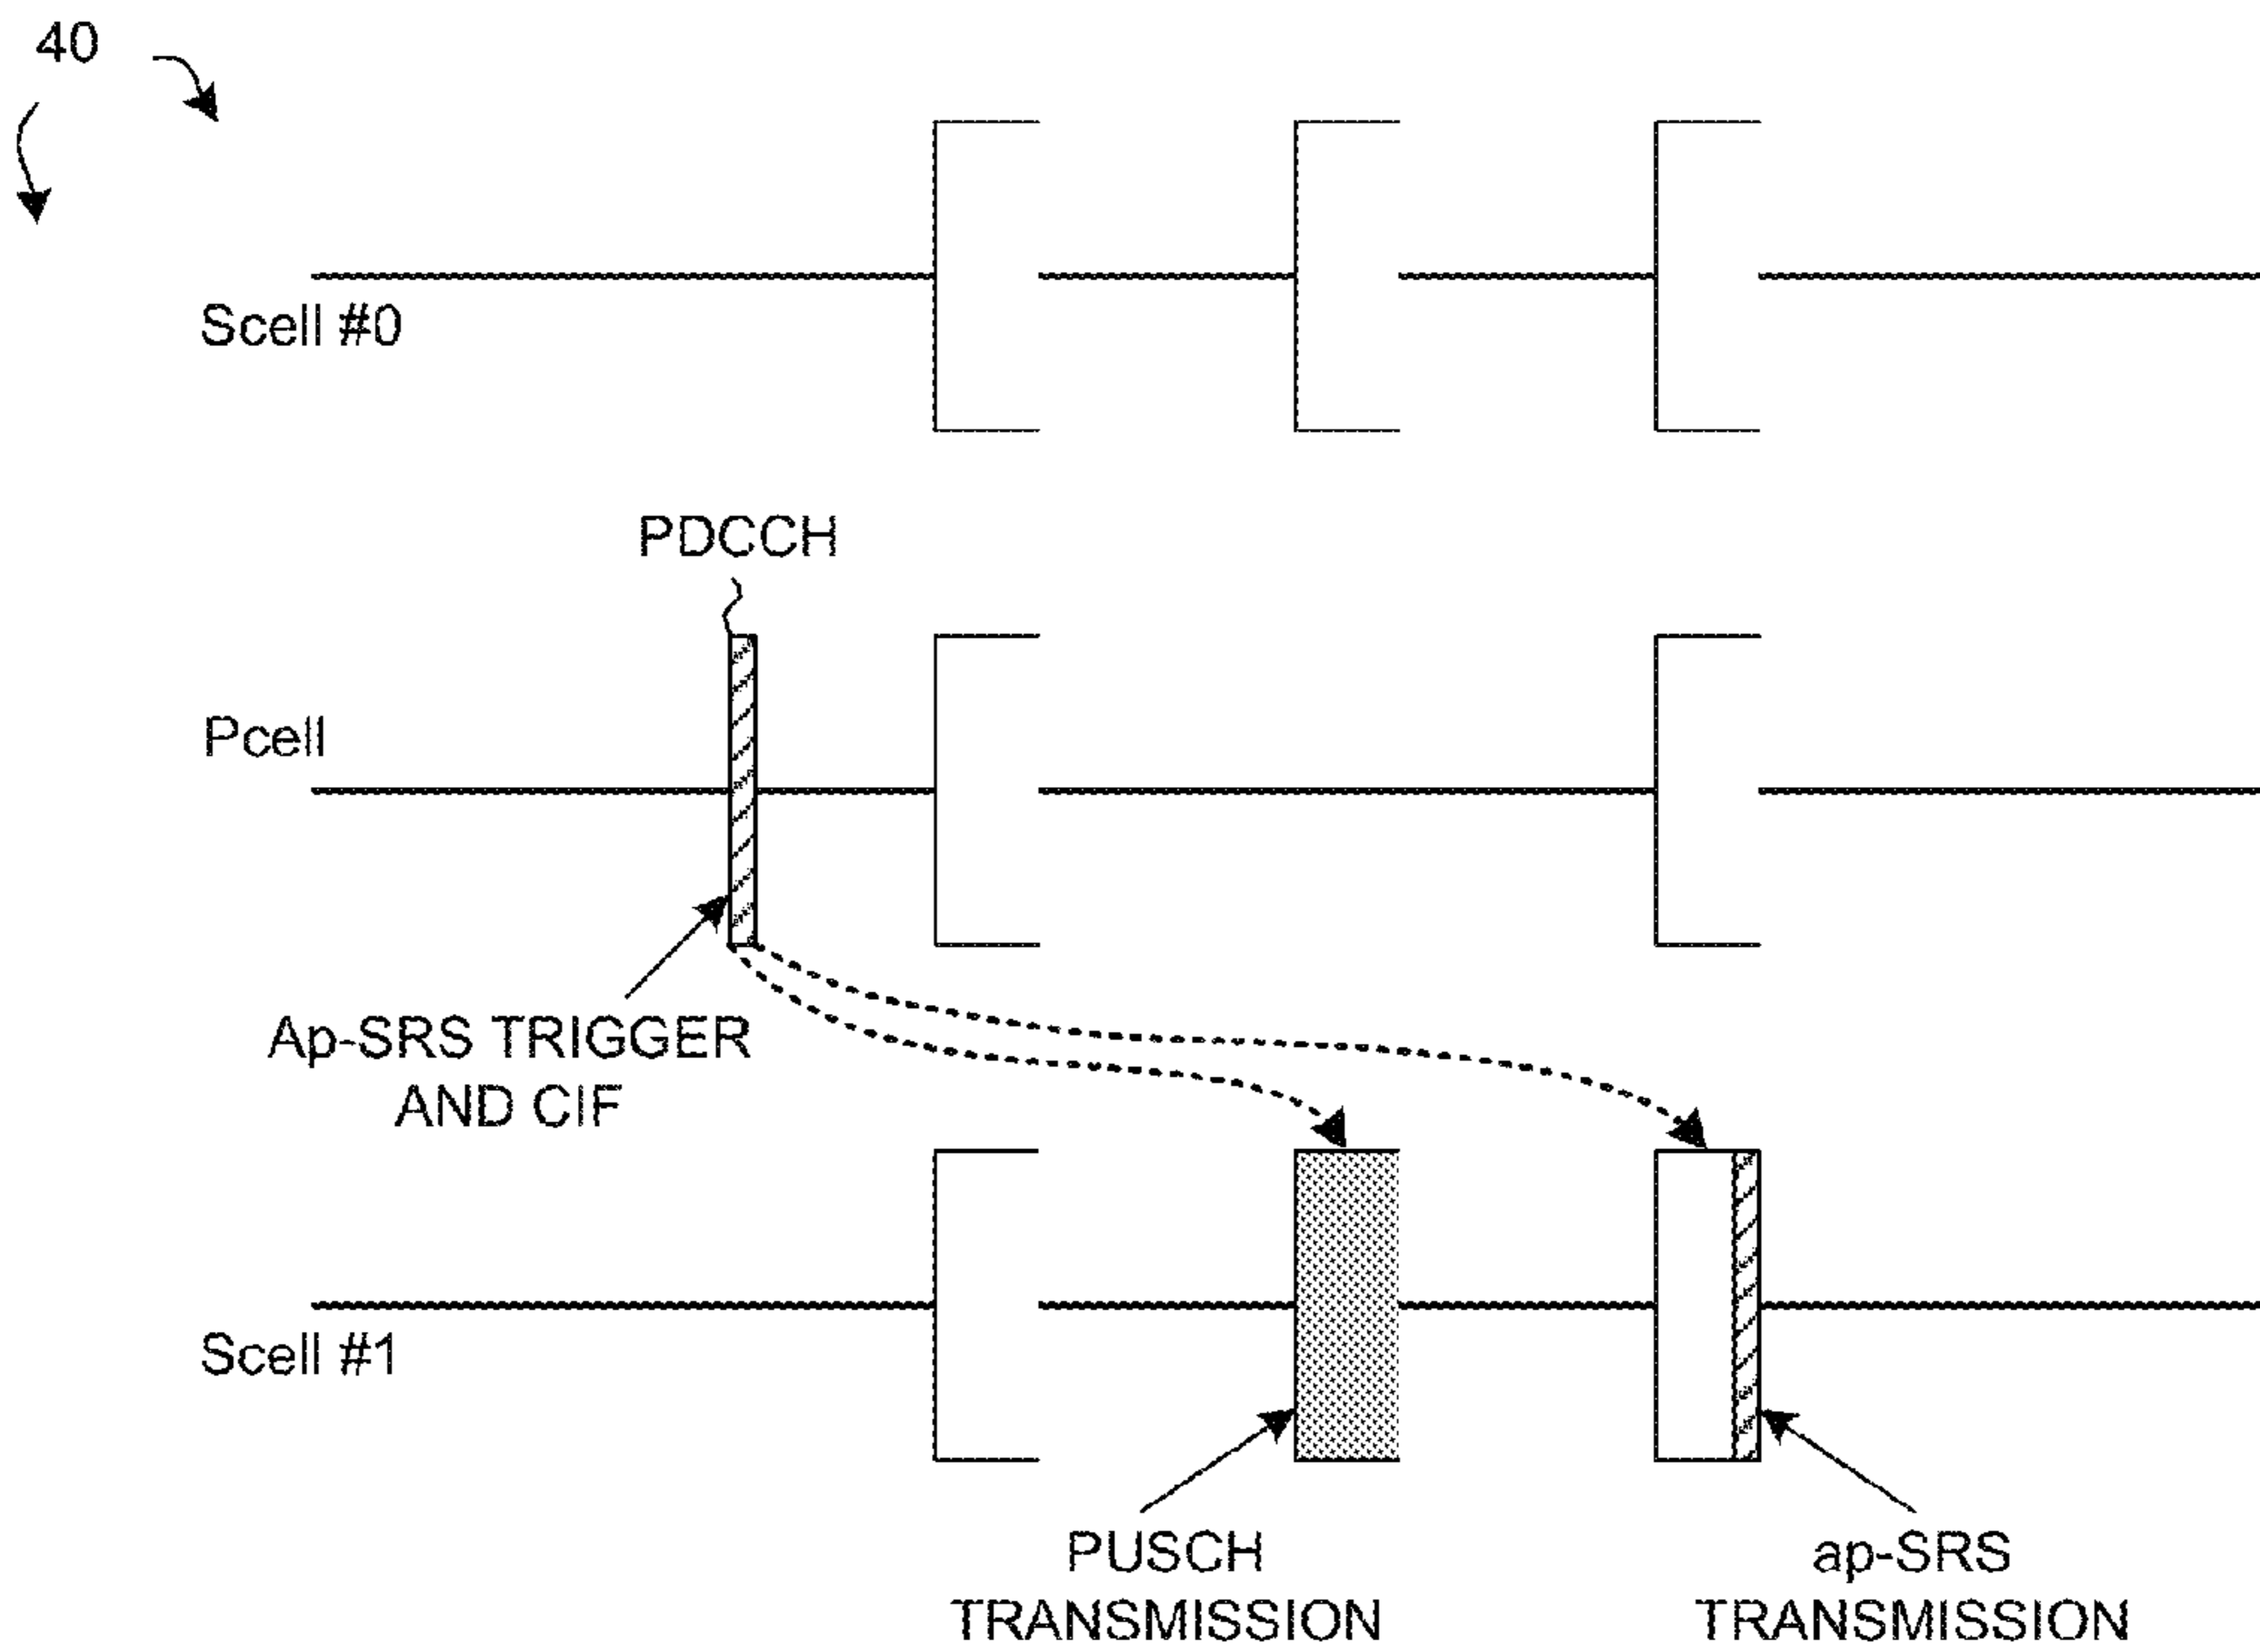 40
Scell #0
PDCCH
Pcell
Ap-SRS TRIGGER
AND CIF
Scell #1
PUSCH
TRANSMISSION
ap-SRS
TRANSMISSION